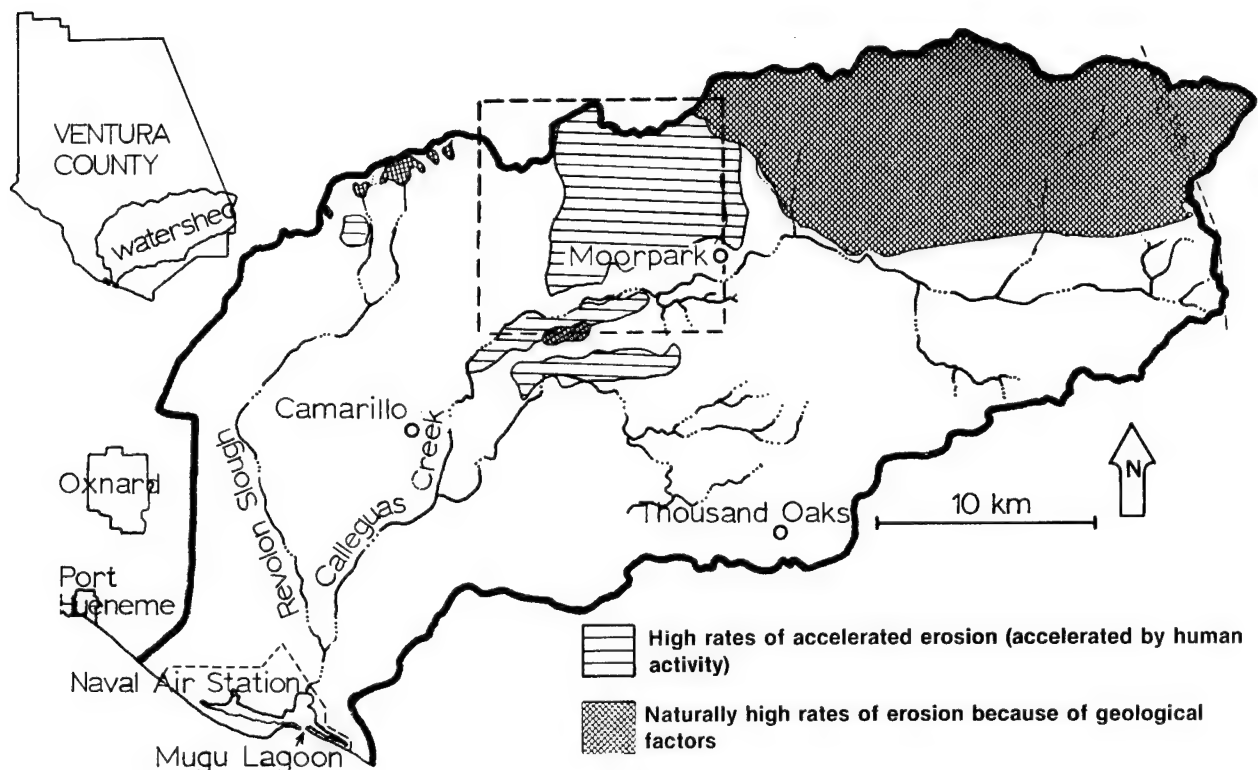 VENTURA
COUNTY
watershed
Moorpark
Camarillo
Oxnard
Revolon Slough
Calleguas Creek
Thousand Oaks
10 km
N
Port
Hueneme
Naval Air Station
Mugu Lagoon
High rates of accelerated erosion (accelerated by human
activity)
Naturally high rates of erosion because of geological
factors